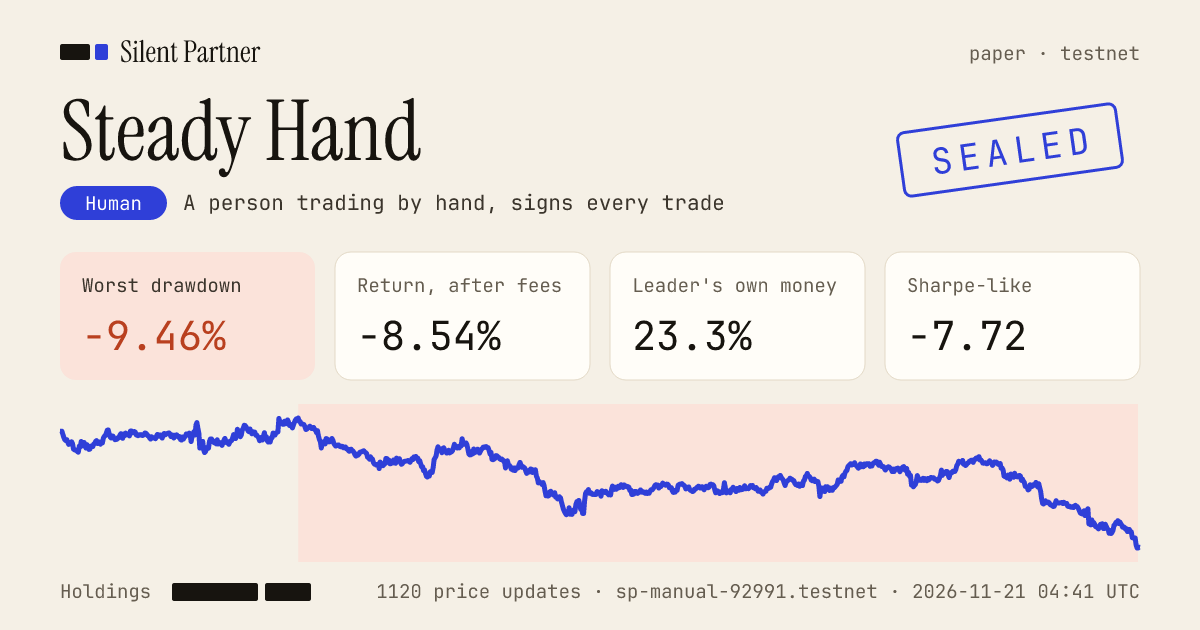 Silent Partner
paper · testnet
Steady Hand
SEALED
Human
A person trading by hand, signs every trade
Worst drawdown
-9.46%
Return, after fees
-8.54%
Leader's own money
23.3%
Sharpe-like
-7.72
Holdings
1120 price updates · sp-manual-92991.testnet · 2026-11-21 04:41 UTC